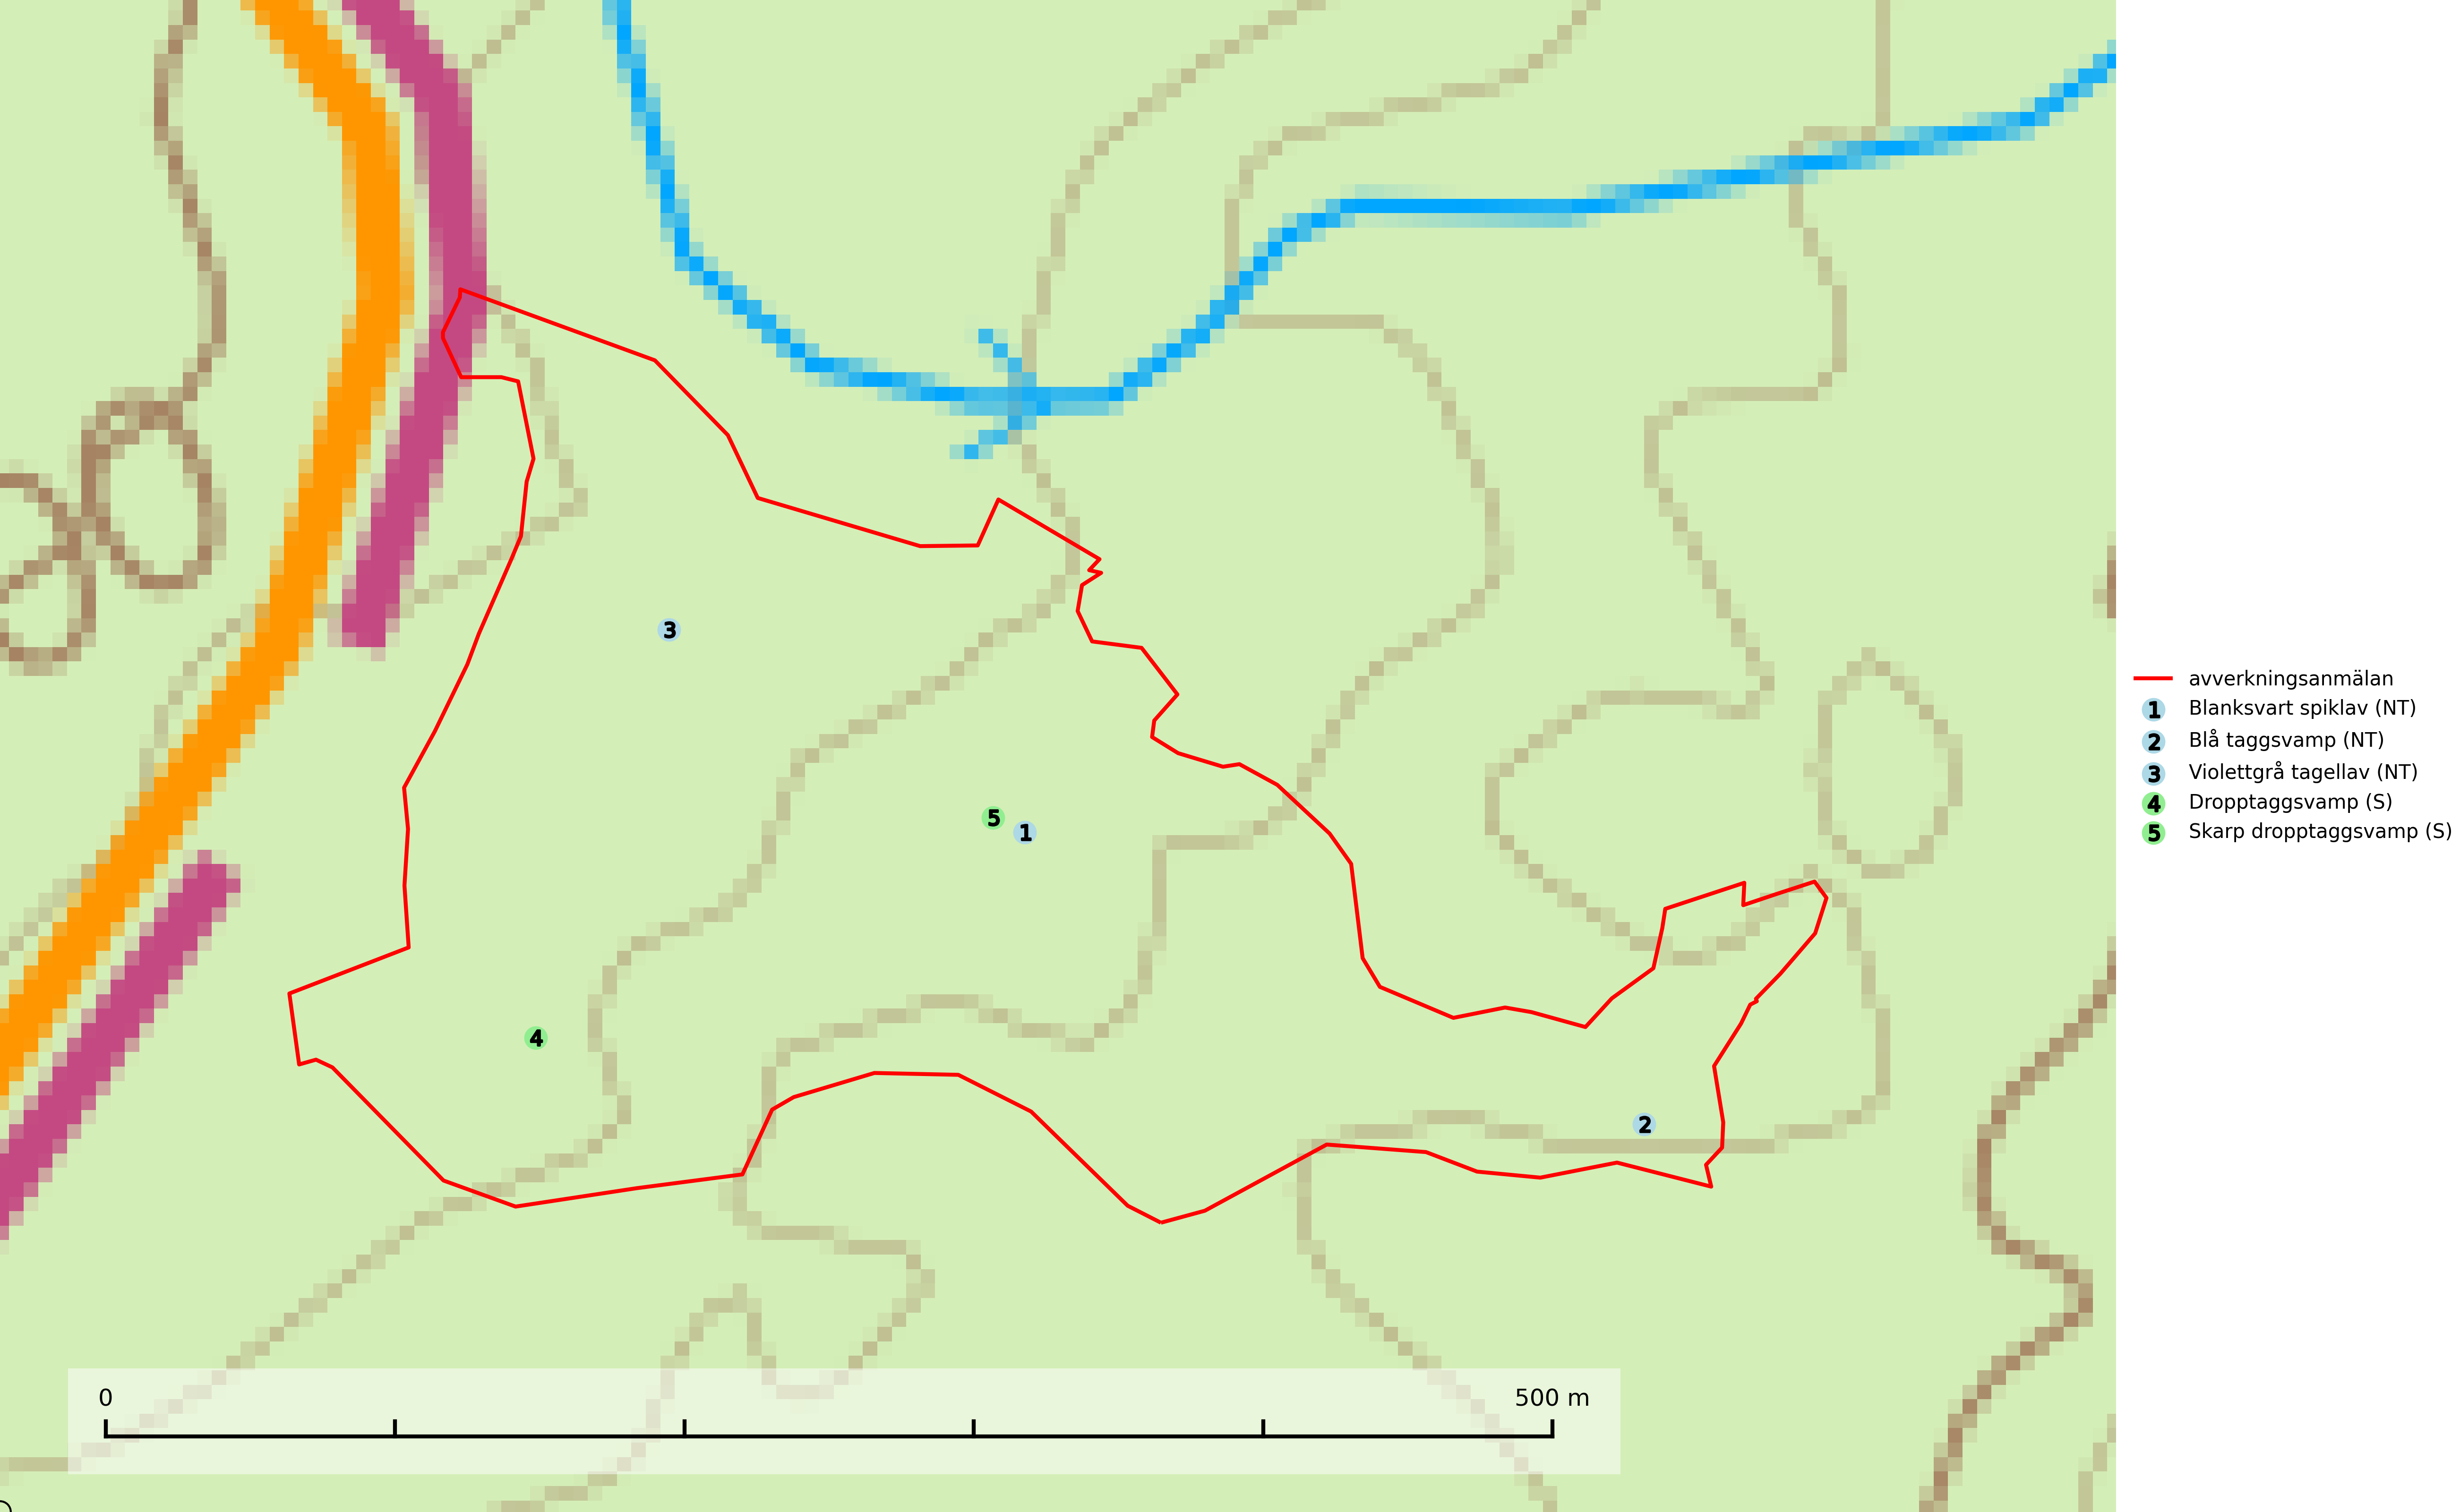 3
5
1
4
2
0
500 m
avverkningsanmälan
1 Blanksvart spiklav (NT)
2 Blå taggsvamp (NT)
3 Violettgrå tagellav (NT)
4 Dropptaggsvamp (S)
5 Skarp dropptaggsvamp (S)